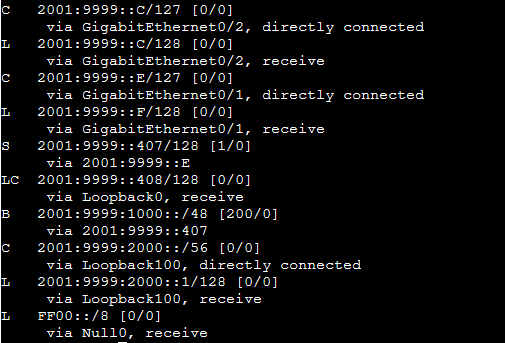 C   2001:9999::C/127 [0/0]
     via GigabitEthernet0/2, directly connected
L   2001:9999::C/128 [0/0]
     via GigabitEthernet0/2, receive
C   2001:9999::E/127 [0/0]
     via GigabitEthernet0/1, directly connected
L   2001:9999::F/128 [0/0]
     via GigabitEthernet0/1, receive
S   2001:9999::407/128 [1/0]
     via 2001:9999::E
LC  2001:9999::408/128 [0/0]
     via Loopback0, receive
B   2001:9999:1000::/48 [200/0]
     via 2001:9999::407
C   2001:9999:2000::/56 [0/0]
     via Loopback100, directly connected
L   2001:9999:2000::1/128 [0/0]
     via Loopback100, receive
L   FF00::/8 [0/0]
     via Null0, receive